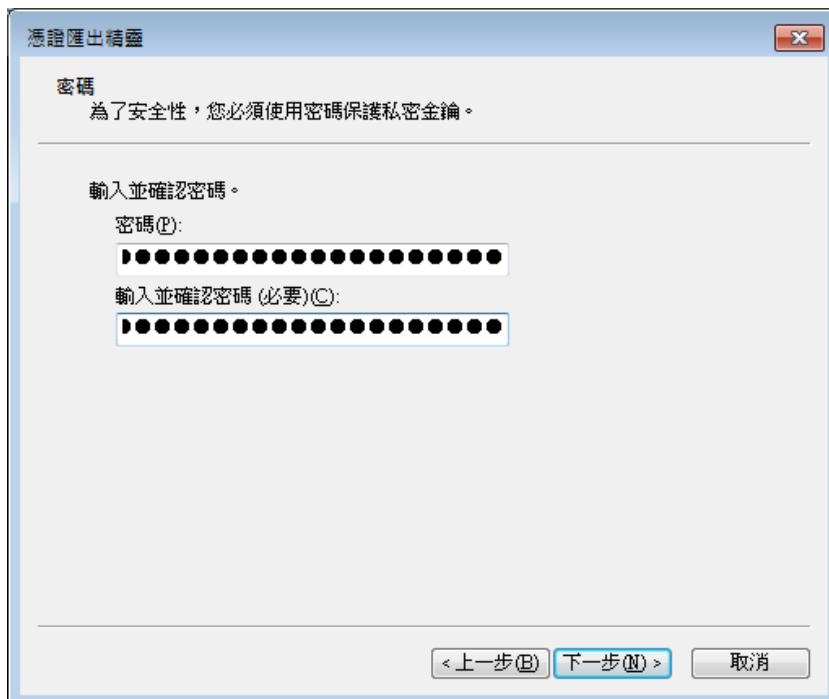 憑證匯出精靈
密碼
為了安全性，您必須使用密碼保護私密金鑰。
輸入並確認密碼。
密碼(P):
輸入並確認密碼 (必要)(C):
< 上一步(B)
下一步(N) >
取消